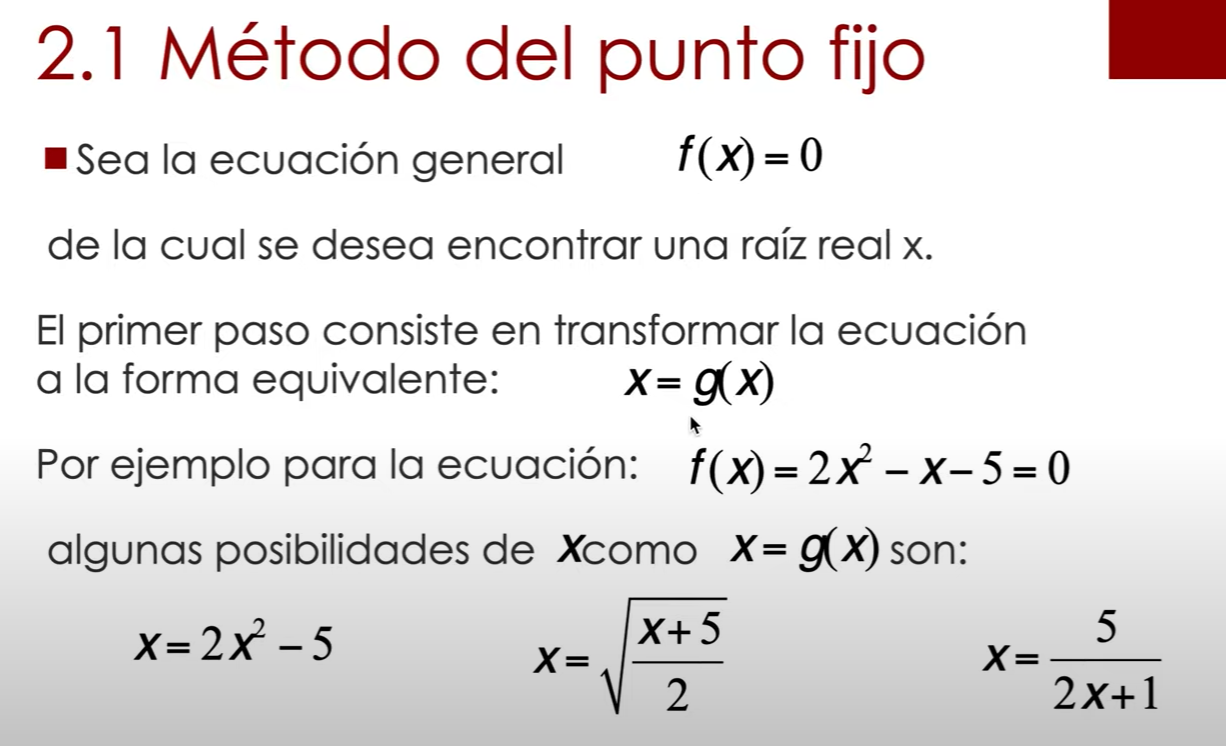 2.1 Método del punto fijo
Sea la ecuación general f(x) = 0
de la cual se desea encontrar una raíz real x.
El primer paso consiste en transformar la ecuación
a la forma equivalente: x = g(x)
Por ejemplo para la ecuación: f(x) = 2x² − x − 5 = 0
algunas posibilidades de x como x = g(x) son:
x = 2x² − 5 x = √((x + 5)/2) x = 5/(2x + 1)